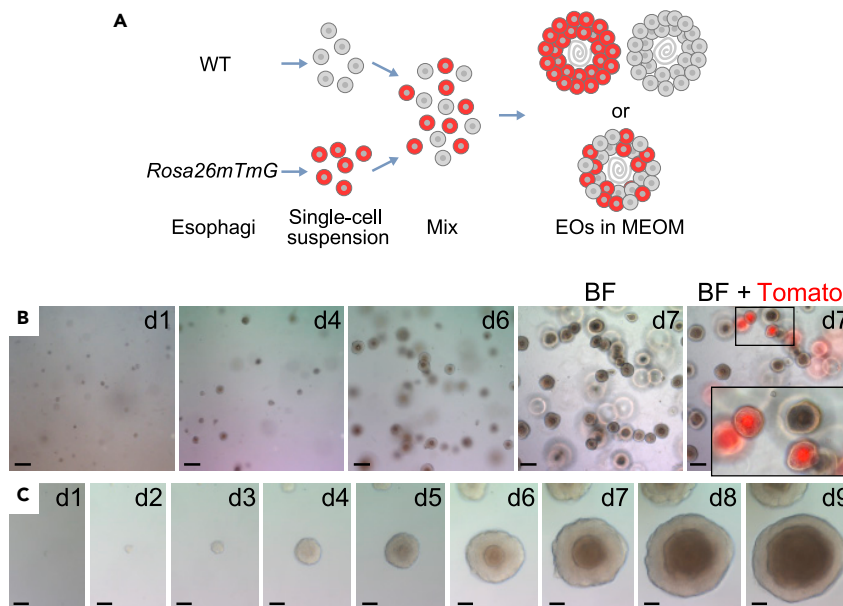 A
WT
or
Rosa26mTmG
Esophagi
Single-cell
suspension
Mix
EOs in MEOM
BF
BF + Tomato
B
d1
d4
d6
d7
d7
C
d1
d2
d3
d4
d5
d6
d7
d8
d9